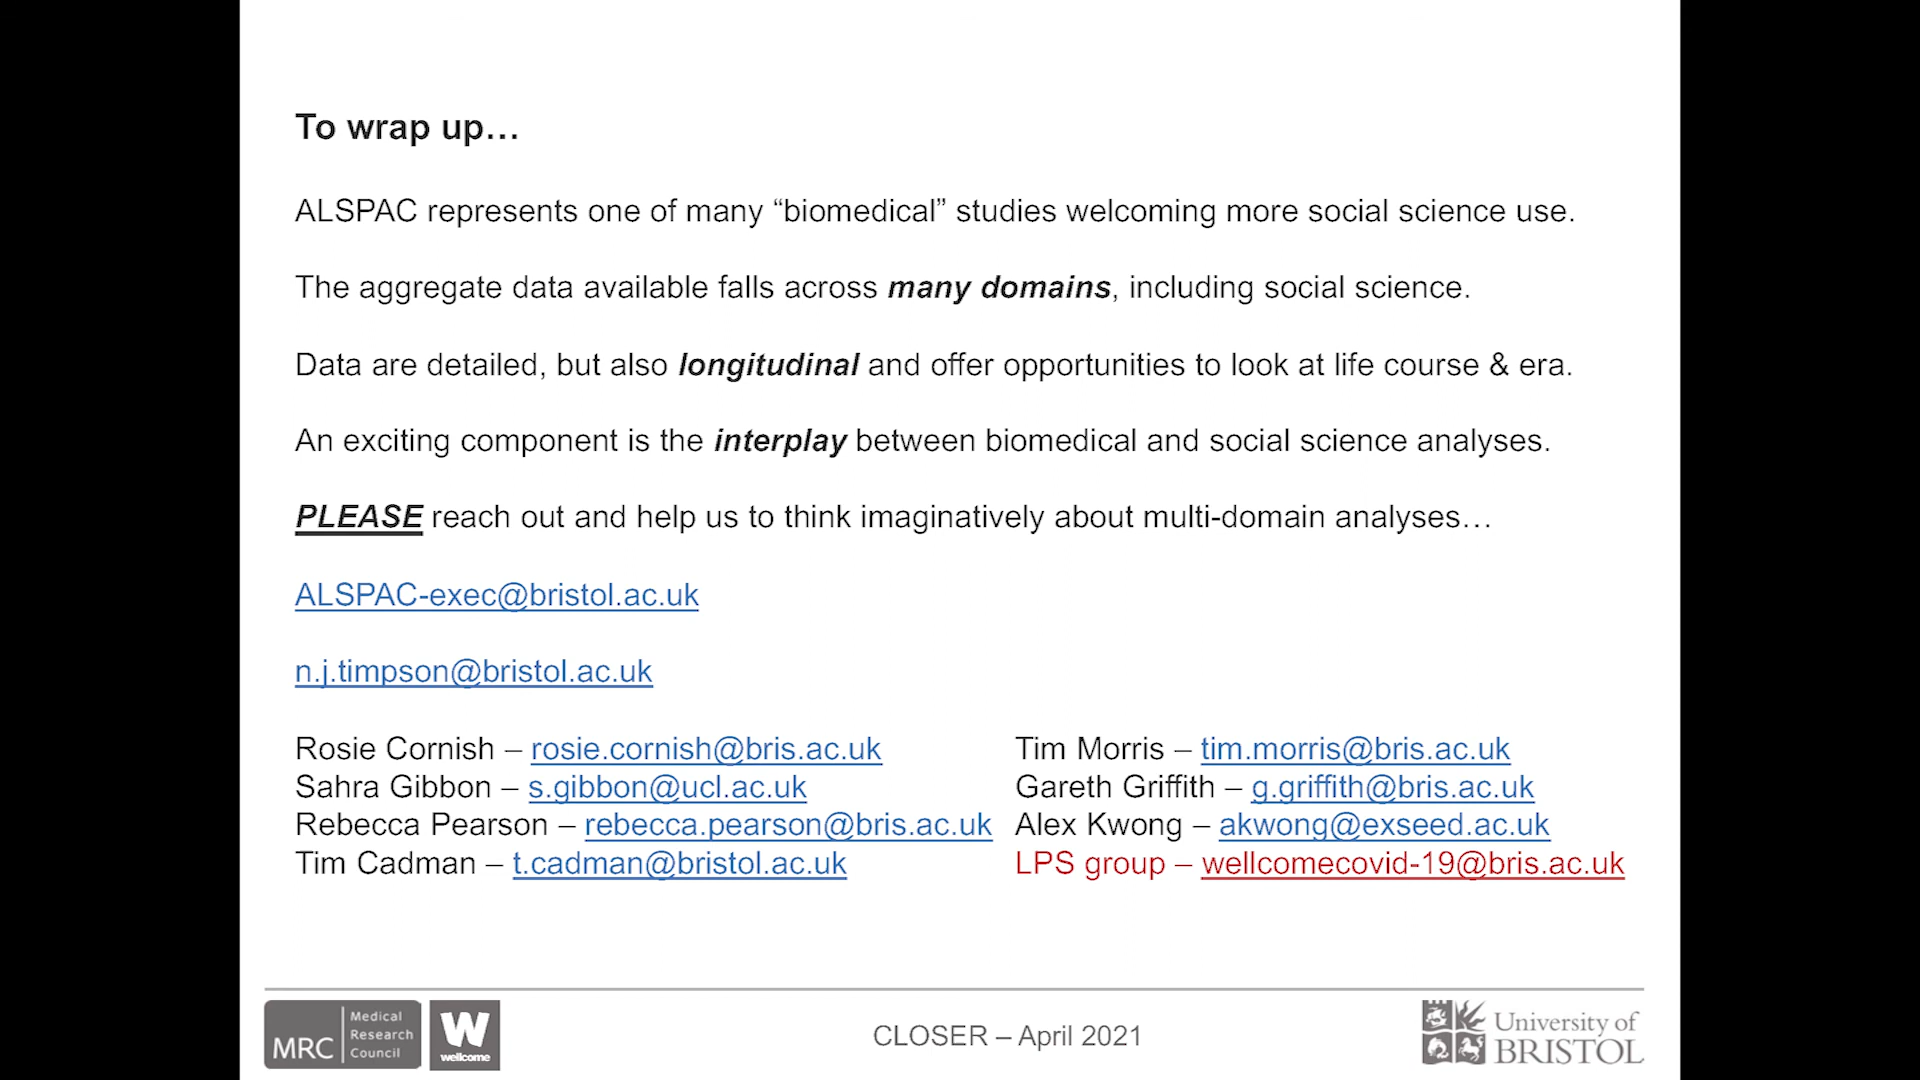 To wrap up…
ALSPAC represents one of many “biomedical” studies welcoming more social science use.
The aggregate data available falls across many domains, including social science.
Data are detailed, but also longitudinal and offer opportunities to look at life course & era.
An exciting component is the interplay between biomedical and social science analyses.
PLEASE reach out and help us to think imaginatively about multi-domain analyses…
ALSPAC-exec@bristol.ac.uk
n.j.timpson@bristol.ac.uk
Rosie Cornish – rosie.cornish@bris.ac.uk
Sahra Gibbon – s.gibbon@ucl.ac.uk
Rebecca Pearson – rebecca.pearson@bris.ac.uk
Tim Cadman – t.cadman@bristol.ac.uk
Tim Morris – tim.morris@bris.ac.uk
Gareth Griffith – g.griffith@bris.ac.uk
Alex Kwong – akwong@exseed.ac.uk
LPS group – wellcomecovid-19@bris.ac.uk
MRC
Medical
Research
Council
W
wellcome
CLOSER – April 2021
University of
BRISTOL